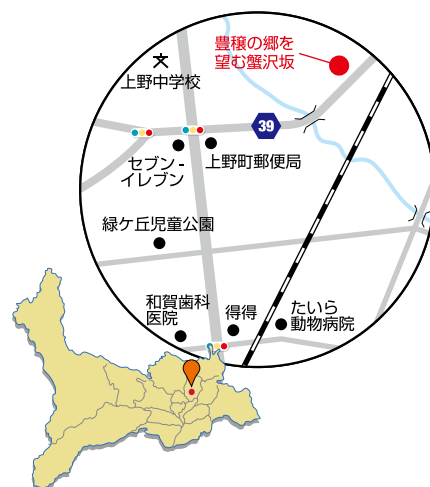 豊穣の郷を
望む蟹沢坂
上野中学校
39
セブン-
イレブン
上野町郵便局
緑ケ丘児童公園
和賀歯科
医院
得得
たいら
動物病院